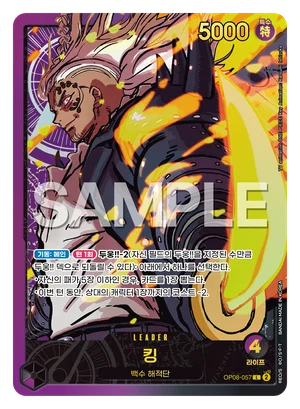 5000
특수
特
SAMPLE
기동: 메인 턴 1회 두웅!!-2(자신 필드의 두웅!!을 지정된 수만큼
두웅!! 덱으로 되돌릴 수 있다): 아래에서 하나를 선택한다.
·자신의 패가 5장 이하인 경우, 카드를 1장 뽑는다.
·이번 턴 동안, 상대의 캐릭터 1장까지의 코스트 -2.
LEADER
킹
백수 해적단
4
라이프
OP08-057 L 2